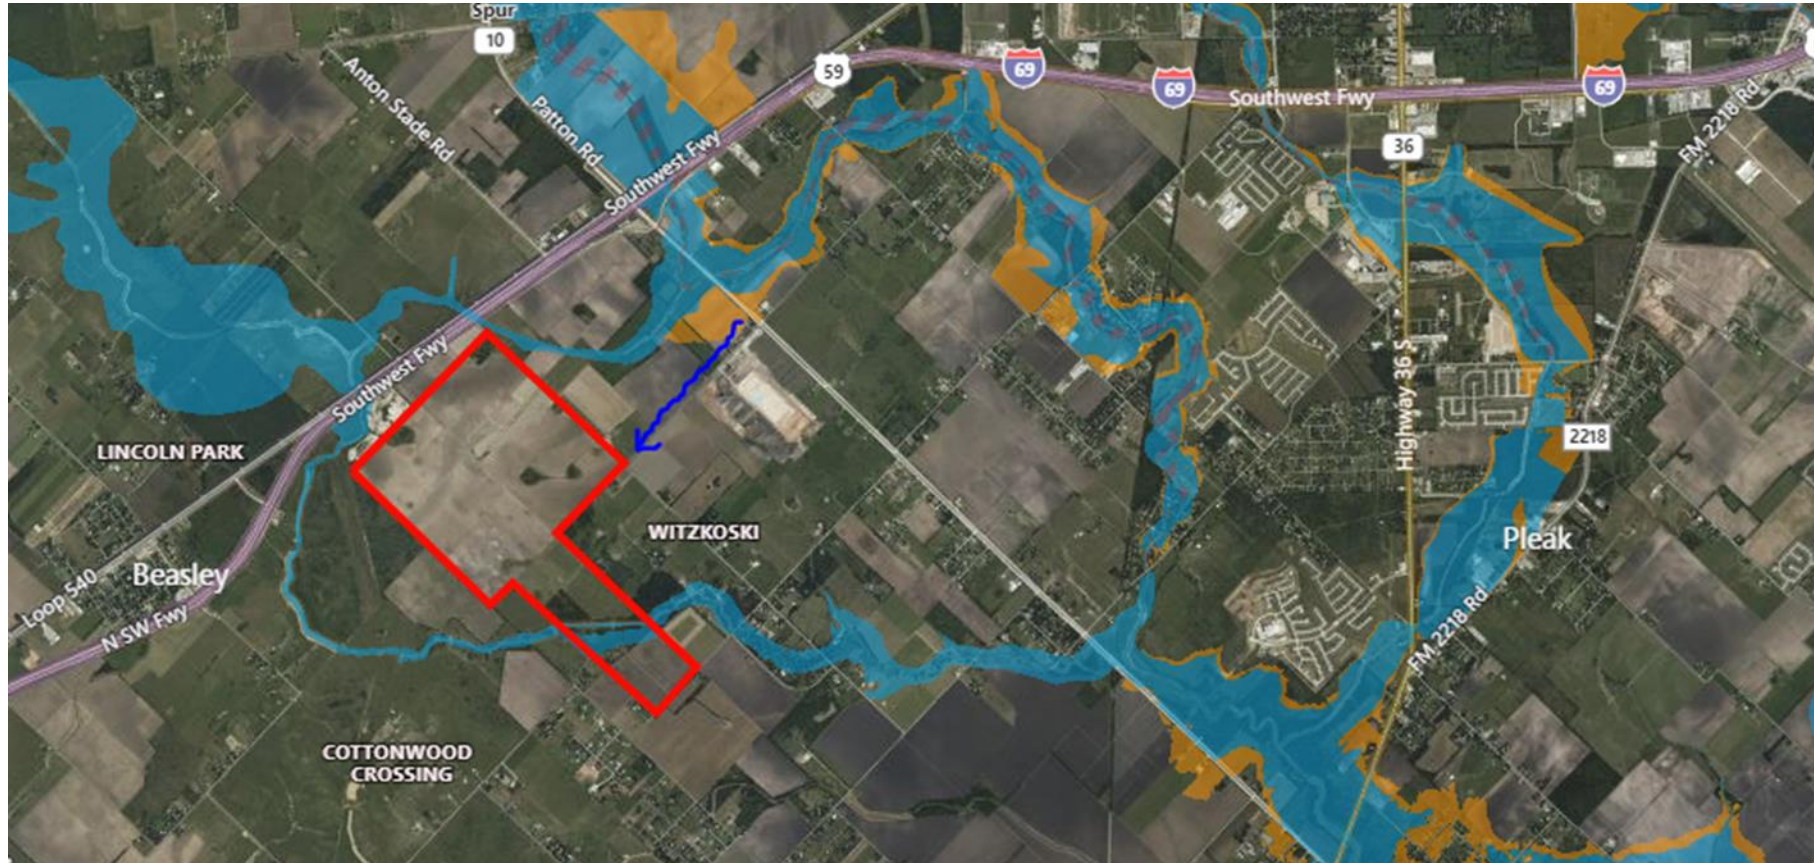 Spur
10
Anton Stade Rd
Patton Rd
59
Southwest Fwy
69
69
Southwest Fwy
69
FM 2218 Rd
36
Southwest Fwy
LINCOLN PARK
Highway 36 S
2218
WITZKOSKI
Pleak
Beasley
Loop 540
N SW Fwy
FM 2218 Rd
COTTONWOOD
CROSSING